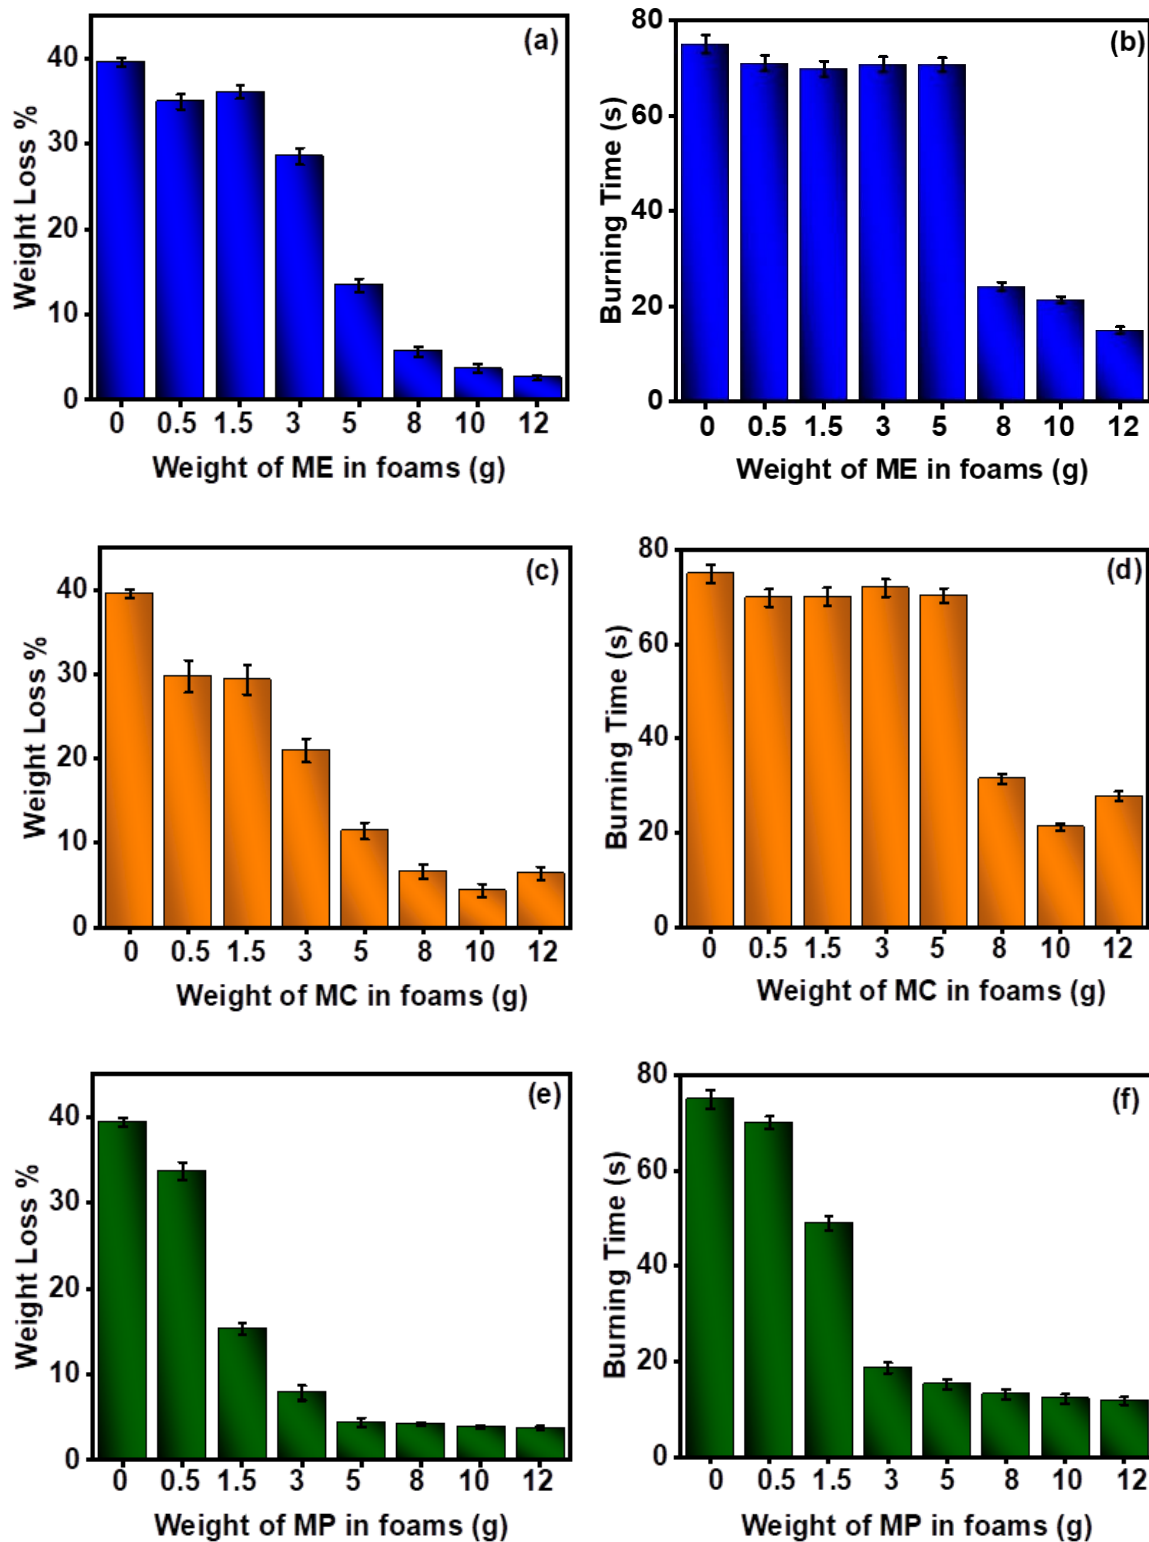 (a)
Weight Loss %
40
30
20
10
0
0 0.5 1.5 3 5 8 10 12
Weight of ME in foams (g)
(b)
Burning Time (s)
80
60
40
20
0
0 0.5 1.5 3 5 8 10 12
Weight of ME in foams (g)
(c)
Weight Loss %
40
30
20
10
0
0 0.5 1.5 3 5 8 10 12
Weight of MC in foams (g)
(d)
Burning Time (s)
80
60
40
20
0
0 0.5 1.5 3 5 8 10 12
Weight of MC in foams (g)
(e)
Weight Loss %
40
30
20
10
0
0 0.5 1.5 3 5 8 10 12
Weight of MP in foams (g)
(f)
Burning Time (s)
80
60
40
20
0
0 0.5 1.5 3 5 8 10 12
Weight of MP in foams (g)